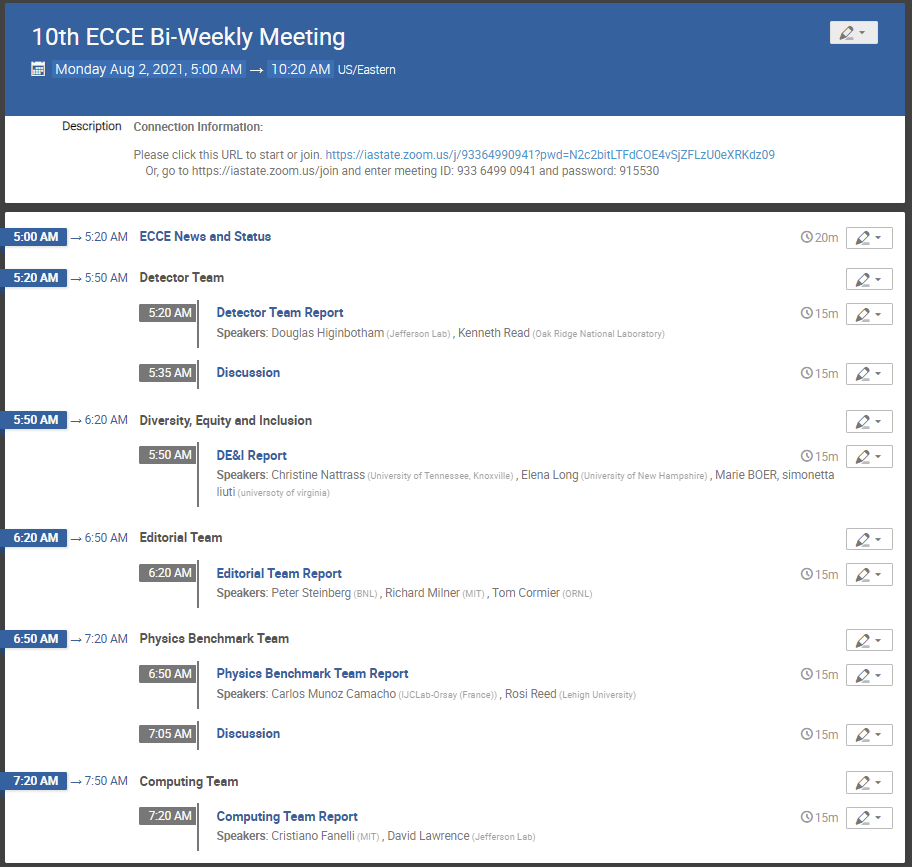 10th ECCE Bi-Weekly Meeting
Monday Aug 2, 2021, 5:00 AM → 10:20 AM US/Eastern
Description Connection Information:
Please click this URL to start or join. https://iastate.zoom.us/j/93364990941?pwd=N2c2bitLTFdCOE4vSjZFLzU0eXRKdz09
Or, go to https://iastate.zoom.us/join and enter meeting ID: 933 6499 0941 and password: 915530
5:00 AM → 5:20 AM ECCE News and Status 20m
5:20 AM → 5:50 AM Detector Team
5:20 AM Detector Team Report 15m
Speakers: Douglas Higinbotham (Jefferson Lab) , Kenneth Read (Oak Ridge National Laboratory)
5:35 AM Discussion 15m
5:50 AM → 6:20 AM Diversity, Equity and Inclusion
5:50 AM DE&I Report 15m
Speakers: Christine Nattrass (University of Tennessee, Knoxville) , Elena Long (University of New Hampshire) , Marie BOER, simonetta
liuti (universoty of virginia)
6:20 AM → 6:50 AM Editorial Team
6:20 AM Editorial Team Report 15m
Speakers: Peter Steinberg (BNL) , Richard Milner (MIT) , Tom Cormier (ORNL)
6:50 AM → 7:20 AM Physics Benchmark Team
6:50 AM Physics Benchmark Team Report 15m
Speakers: Carlos Munoz Camacho (IJCLab-Orsay (France)) , Rosi Reed (Lehigh University)
7:05 AM Discussion 15m
7:20 AM → 7:50 AM Computing Team
7:20 AM Computing Team Report 15m
Speakers: Cristiano Fanelli (MIT) , David Lawrence (Jefferson Lab)